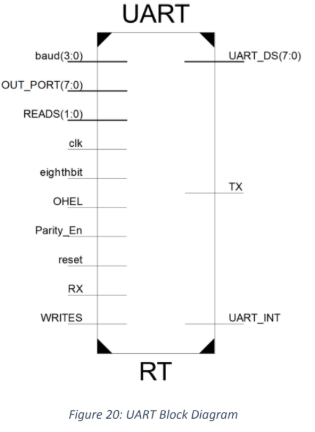 UART
baud(3:0)
UART_DS(7:0)
OUT_PORT(7:0)
READS(1:0)
clk
eighthbit
TX
OHEL
Parity_En
reset
RX
WRITES
UART_INT
RT
Figure 20: UART Block Diagram